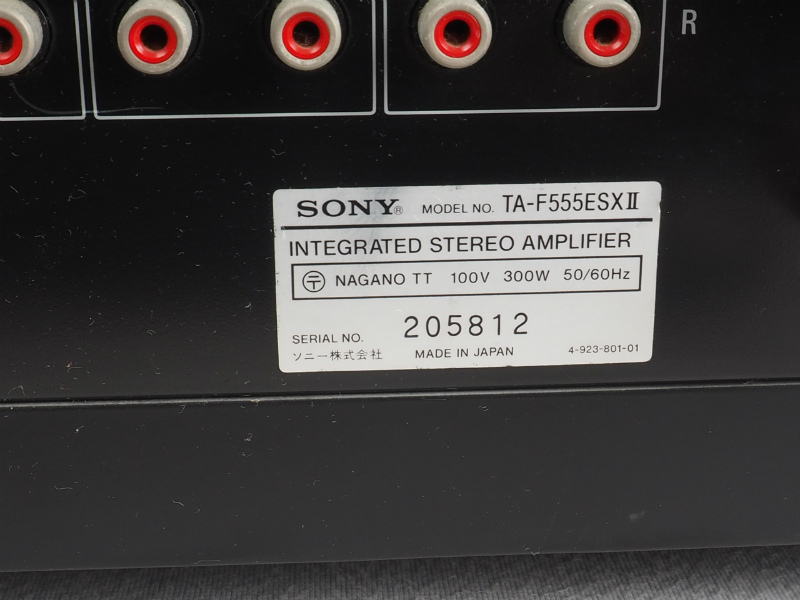 R
SONY® MODEL NO. TA-F555ESXⅡ
INTEGRATED STEREO AMPLIFIER
〒 NAGANO TT 100V 300W 50/60Hz
SERIAL NO. 205812
ソニー株式会社 MADE IN JAPAN 4-923-801-01